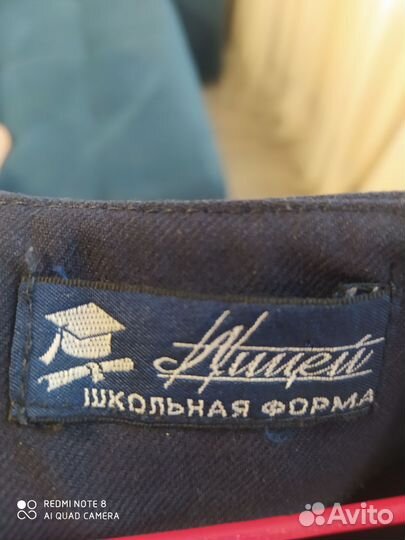 Лицей
ШКОЛЬНАЯ ФОРМА
REDMI NOTE 8
AI QUAD CAMERA
Avito